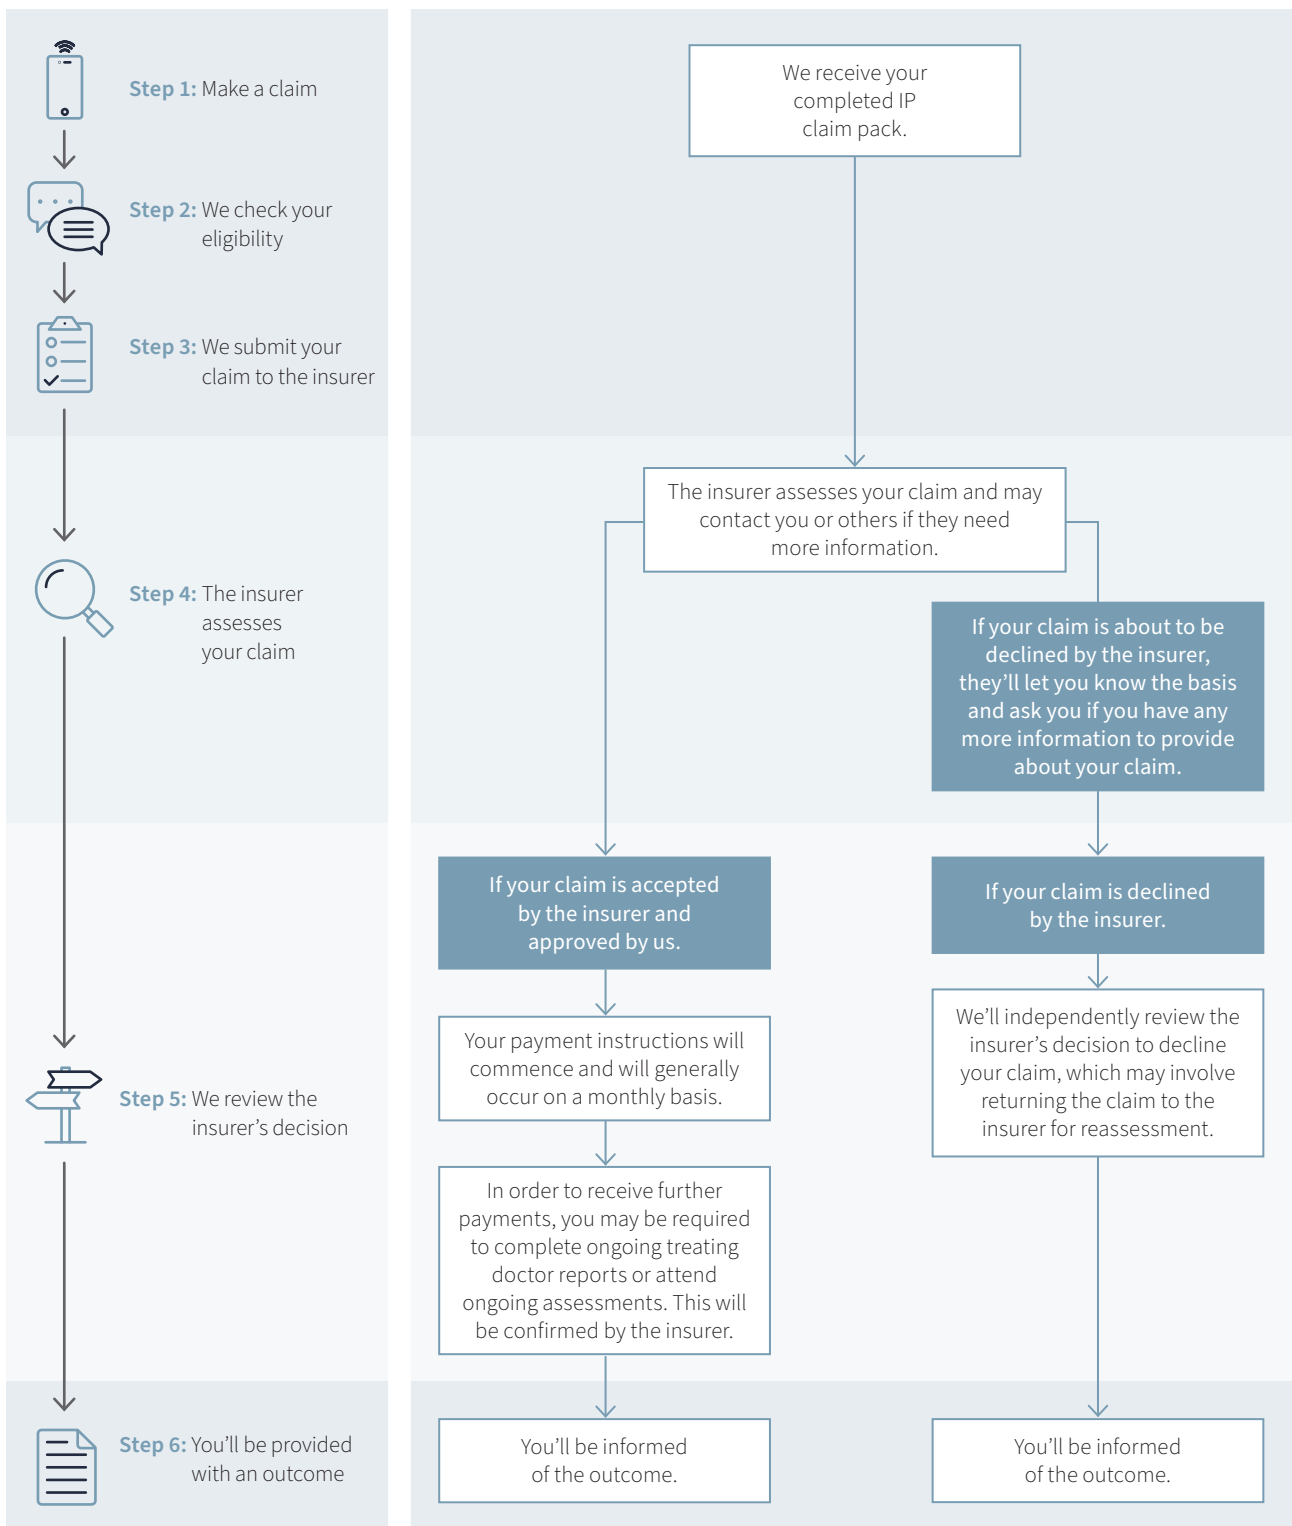 Step 1: Make a claim
Step 2: We check your
eligibility
Step 3: We submit your
claim to the insurer
Step 4: The insurer
assesses
your claim
Step 5: We review the
insurer's decision
Step 6: You'll be provided
with an outcome
We receive your
completed IP
claim pack.
The insurer assesses your claim and may
contact you or others if they need
more information.
If your claim is about to be
declined by the insurer,
they'll let you know the basis
and ask you if you have any
more information to provide
about your claim.
If your claim is accepted
by the insurer and
approved by us.
Your payment instructions will
commence and will generally
occur on a monthly basis.
In order to receive further
payments, you may be required
to complete ongoing treating
doctor reports or attend
ongoing assessments. This will
be confirmed by the insurer.
You'll be informed
of the outcome.
If your claim is declined
by the insurer.
We'll independently review the
insurer's decision to decline
your claim, which may involve
returning the claim to the
insurer for reassessment.
You'll be informed
of the outcome.